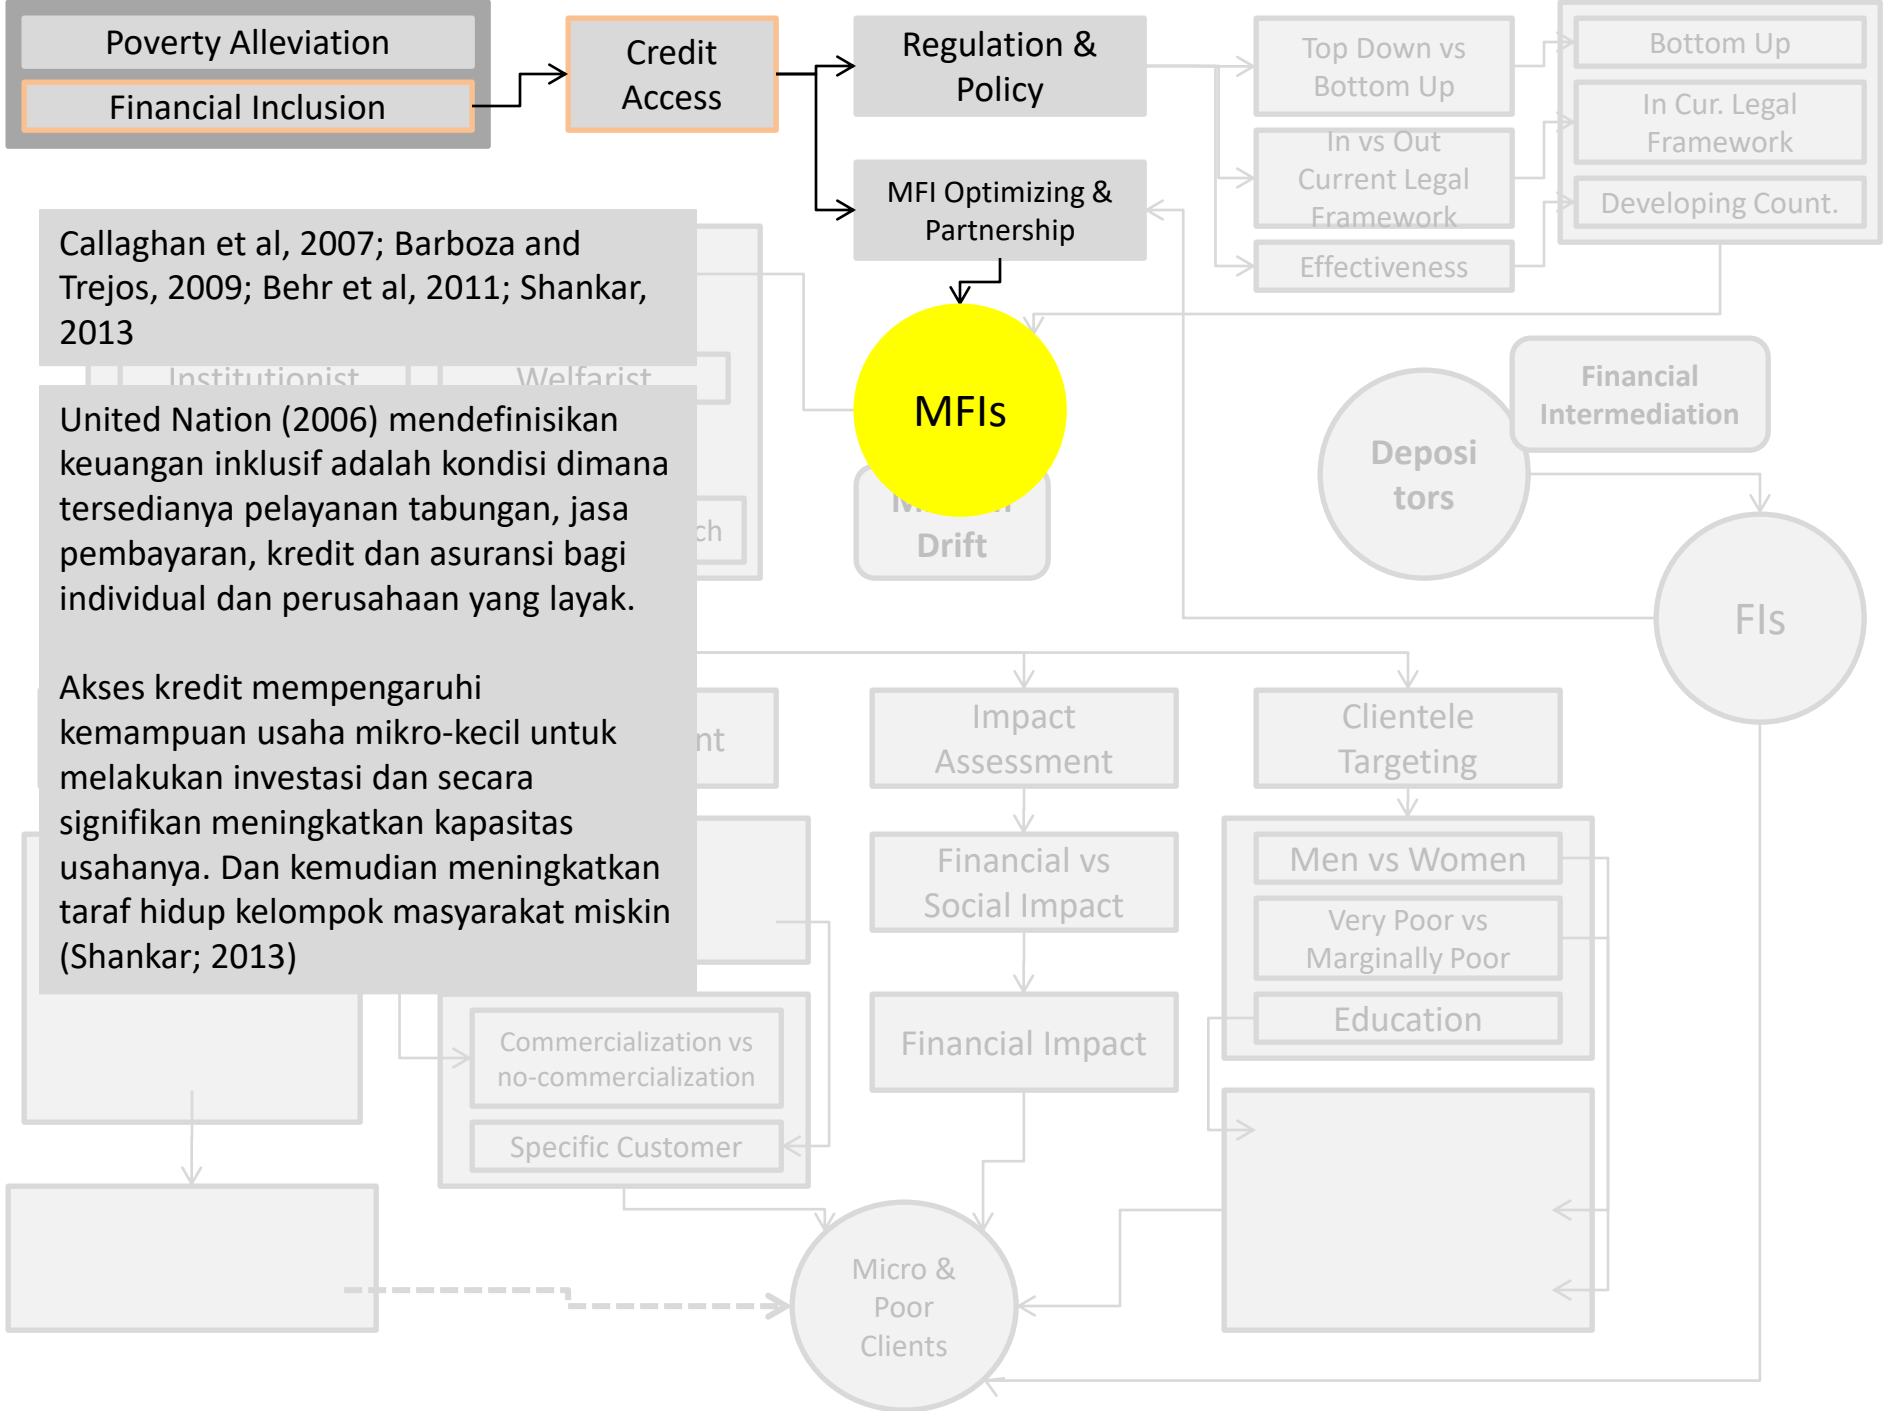 Poverty Alleviation
Financial Inclusion
Credit
Access
Regulation &
Policy
MFI Optimizing &
Partnership
Top Down vs
Bottom Up
In vs Out
Current Legal
Framework
Effectiveness
Bottom Up
In Cur. Legal
Framework
Developing Count.
Callaghan et al, 2007; Barboza and
Trejos, 2009; Behr et al, 2011; Shankar,
2013
Institutionist
Welfarist
United Nation (2006) mendefinisikan
keuangan inklusif adalah kondisi dimana
tersedianya pelayanan tabungan, jasa
pembayaran, kredit dan asuransi bagi
individual dan perusahaan yang layak.
Akses kredit mempengaruhi
kemampuan usaha mikro-kecil untuk
melakukan investasi dan secara
signifikan meningkatkan kapasitas
usahanya. Dan kemudian meningkatkan
taraf hidup kelompok masyarakat miskin
(Shankar; 2013)
ch
nt
MFIs
Drift
Deposi
tors
Financial
Intermediation
FIs
Impact
Assessment
Financial vs
Social Impact
Financial Impact
Clientele
Targeting
Men vs Women
Very Poor vs
Marginally Poor
Education
Commercialization vs
no-commercialization
Specific Customer
Micro &
Poor
Clients